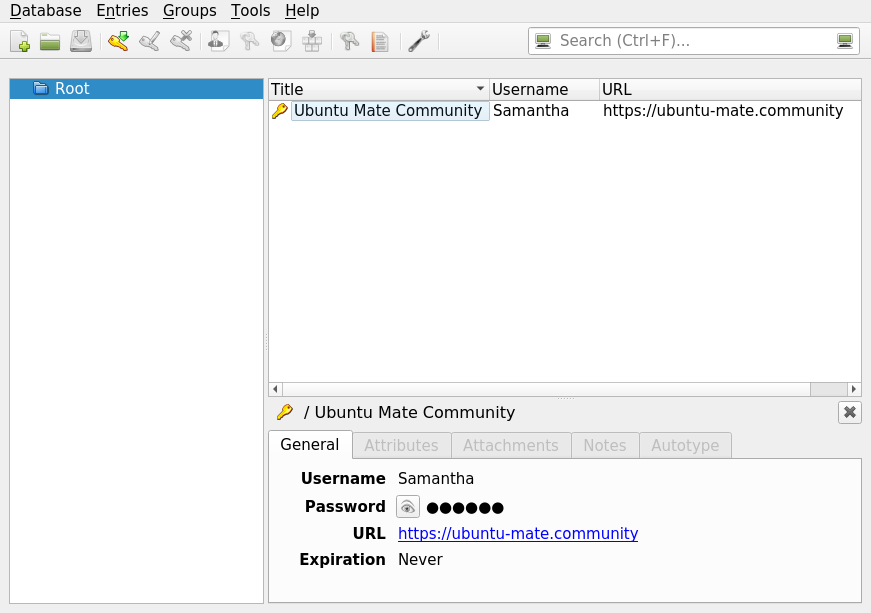 Database Entries Groups Tools Help
Search (Ctrl+F)...
Root
Title Username URL
Ubuntu Mate Community Samantha https://ubuntu-mate.community
/ Ubuntu Mate Community
General Attributes Attachments Notes Autotype
Username Samantha
Password ●●●●●●
URL https://ubuntu-mate.community
Expiration Never